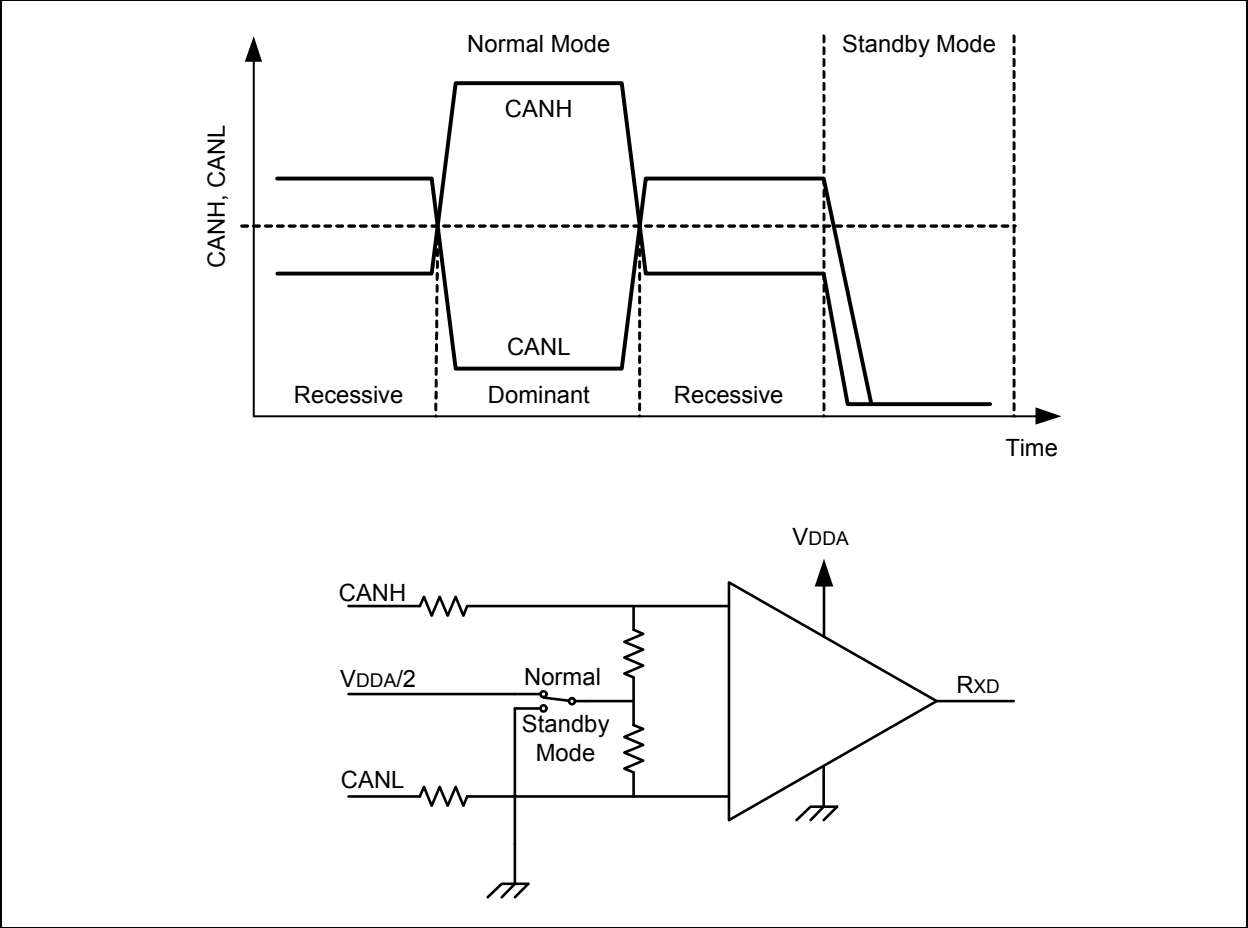 Normal Mode
Standby Mode
CANH, CANL
CANH
CANL
Recessive
Dominant
Recessive
Time
VDDA
CANH
VDDA/2
Normal
Standby
Mode
CANL
RXD